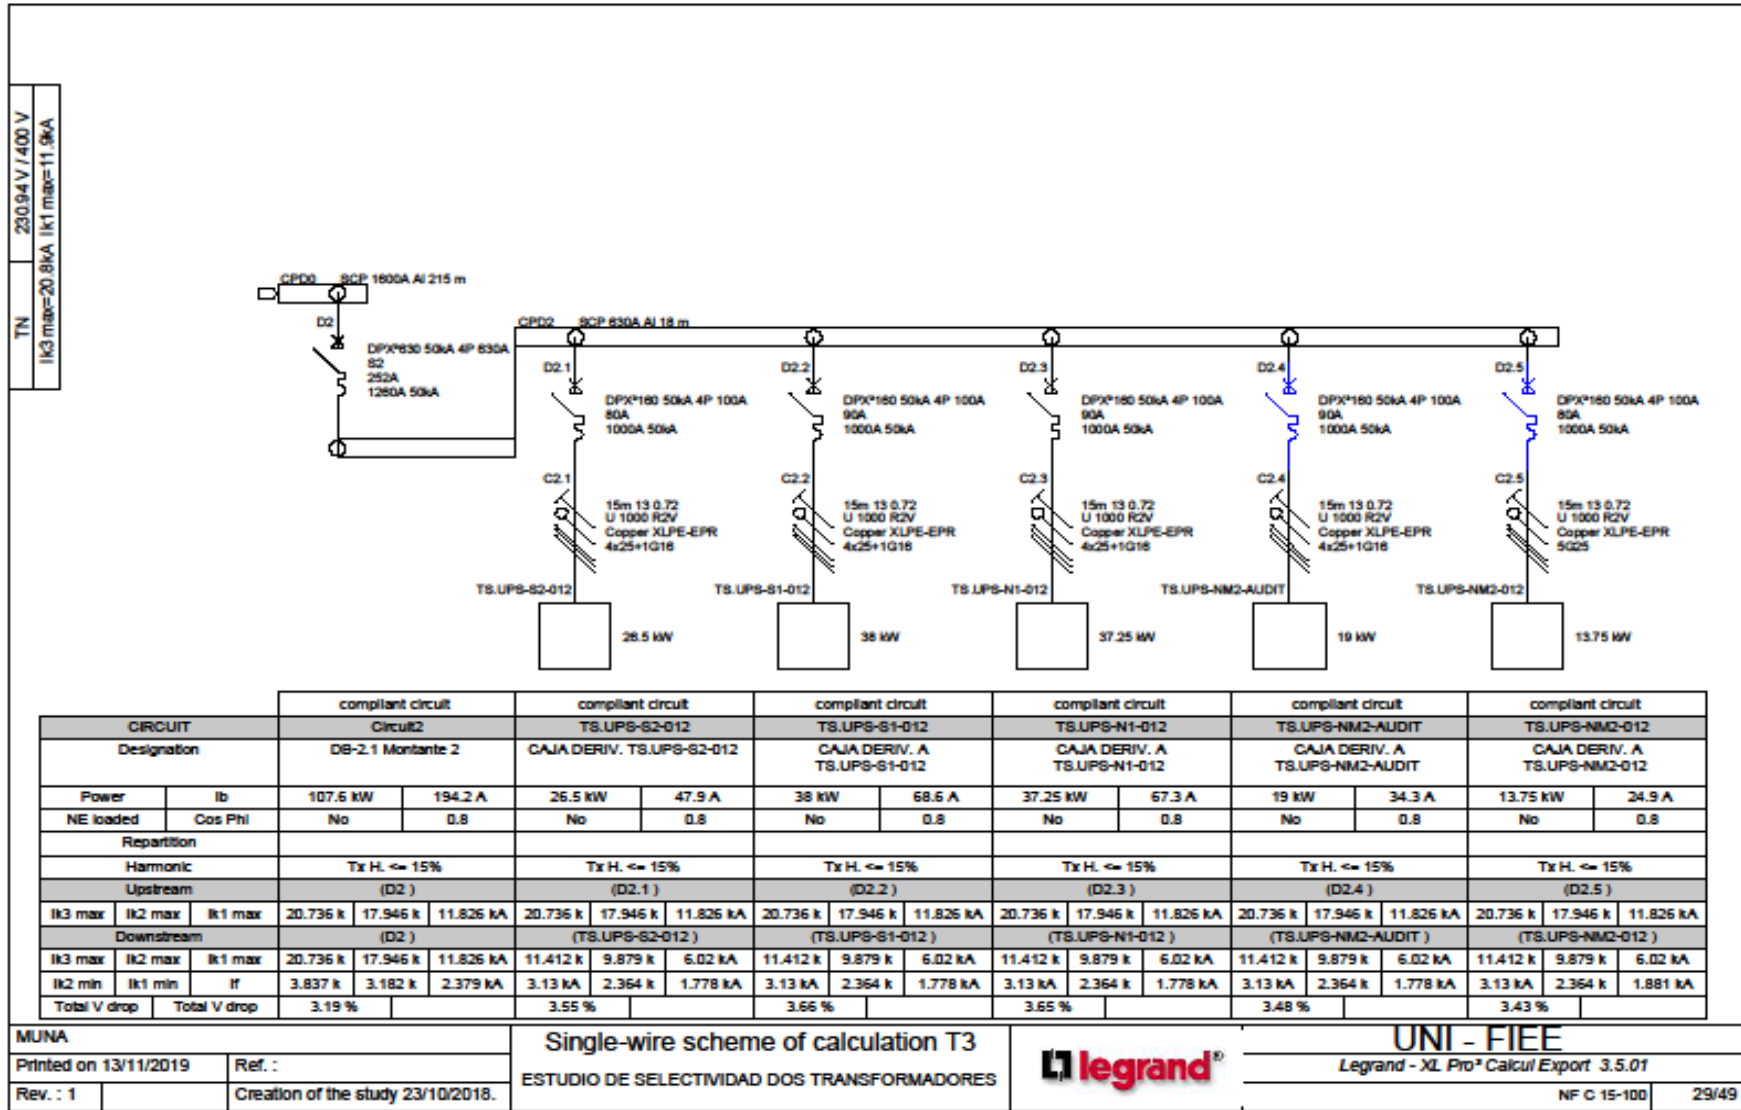 TN 230.94 V / 400 V
Ik3 max=20.8kA Ik1 max=11.9kA
CPD0 SCP 1600A Al 215 m
D2
DPX³630 50kA 4P 630A
S2
252A
1260A 50kA
CPD2 SCP 630A Al 18 m
D2.1
DPX³160 50kA 4P 100A
80A
1000A 50kA
D2.2
DPX³160 50kA 4P 100A
90A
1000A 50kA
D2.3
DPX³160 50kA 4P 100A
90A
1000A 50kA
D2.4
DPX³160 50kA 4P 100A
90A
1000A 50kA
D2.5
DPX³160 50kA 4P 100A
80A
1000A 50kA
C2.1
15m 13 0.72
U 1000 R2V
Copper XLPE-EPR
4x25+1G16
C2.2
15m 13 0.72
U 1000 R2V
Copper XLPE-EPR
4x25+1G16
C2.3
15m 13 0.72
U 1000 R2V
Copper XLPE-EPR
4x25+1G16
C2.4
15m 13 0.72
U 1000 R2V
Copper XLPE-EPR
4x25+1G16
C2.5
15m 13 0.72
U 1000 R2V
Copper XLPE-EPR
5G25
TS.UPS-S2-012 TS.UPS-S1-012 TS.UPS-N1-012 TS.UPS-NM2-AUDIT TS.UPS-NM2-012
26.5 kW 38 kW 37.25 kW 19 kW 13.75 kW
compliant circuit compliant circuit compliant circuit compliant circuit compliant circuit compliant circuit
CIRCUIT Circuit2 TS.UPS-S2-012 TS.UPS-S1-012 TS.UPS-N1-012 TS.UPS-NM2-AUDIT TS.UPS-NM2-012
Designation DB-2.1 Montante 2 CAJA DERIV. TS.UPS-S2-012 CAJA DERIV. A CAJA DERIV. A CAJA DERIV. A CAJA DERIV. A
TS.UPS-S1-012 TS.UPS-N1-012 TS.UPS-NM2-AUDIT TS.UPS-NM2-012
Power Ib 107.6 kW 194.2 A 26.5 kW 47.9 A 38 kW 68.6 A 37.25 kW 67.3 A 19 kW 34.3 A 13.75 kW 24.9 A
NE loaded Cos Phi No 0.8 No 0.8 No 0.8 No 0.8 No 0.8 No 0.8
Repartition
Harmonic Tx H. <= 15% Tx H. <= 15% Tx H. <= 15% Tx H. <= 15% Tx H. <= 15% Tx H. <= 15%
Upstream (D2 ) (D2.1 ) (D2.2 ) (D2.3 ) (D2.4 ) (D2.5 )
Ik3 max Ik2 max Ik1 max 20.736 k 17.946 k 11.826 kA 20.736 k 17.946 k 11.826 kA 20.736 k 17.946 k 11.826 kA 20.736 k 17.946 k 11.826 kA 20.736 k 17.946 k 11.826 kA 20.736 k 17.946 k 11.826 kA
Downstream (D2 ) (TS.UPS-S2-012 ) (TS.UPS-S1-012 ) (TS.UPS-N1-012 ) (TS.UPS-NM2-AUDIT ) (TS.UPS-NM2-012 )
Ik3 max Ik2 max Ik1 max 20.736 k 17.946 k 11.826 kA 11.412 k 9.879 k 6.02 kA 11.412 k 9.879 k 6.02 kA 11.412 k 9.879 k 6.02 kA 11.412 k 9.879 k 6.02 kA 11.412 k 9.879 k 6.02 kA
Ik2 min Ik1 min If 3.837 k 3.182 k 2.379 kA 3.13 kA 2.364 k 1.778 kA 3.13 kA 2.364 k 1.778 kA 3.13 kA 2.364 k 1.778 kA 3.13 kA 2.364 k 1.778 kA 3.13 kA 2.364 k 1.881 kA
Total V drop Total V drop 3.19 % 3.55 % 3.66 % 3.65 % 3.48 % 3.43 %
MUNA
Printed on 13/11/2019 Ref. :
Rev. : 1 Creation of the study 23/10/2018.
Single-wire scheme of calculation T3
ESTUDIO DE SELECTIVIDAD DOS TRANSFORMADORES
legrand®
UNI - FIEE
Legrand - XL Pro³ Calcul Export 3.5.01
NF C 15-100 29/49